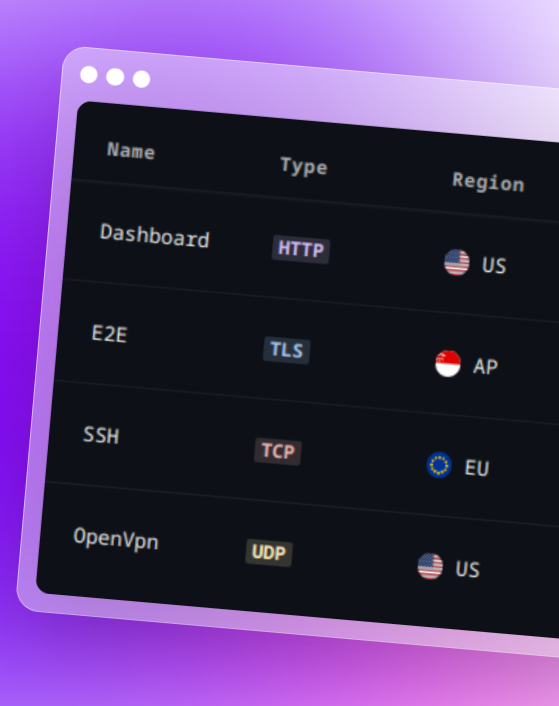 Name Type Region
Dashboard HTTP US
E2E TLS AP
SSH TCP EU
OpenVpn UDP US